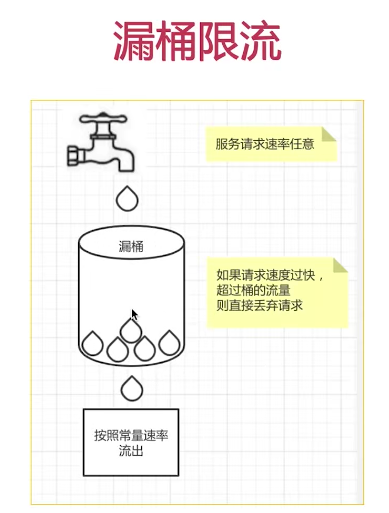 漏桶限流
服务请求速率任意
漏桶
如果请求速度过快，
超过桶的流量
则直接丢弃请求
按照常量速率
流出